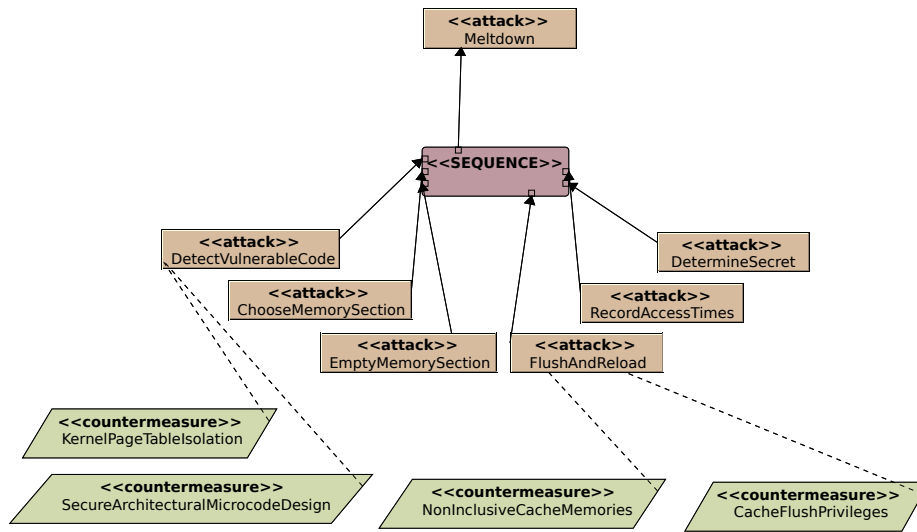 <<attack>>
Meltdown
<<SEQUENCE>>
<<attack>>
DetectVulnerableCode
<<attack>>
DetermineSecret
<<attack>>
ChooseMemorySection
<<attack>>
RecordAccessTimes
<<attack>>
EmptyMemorySection
<<attack>>
FlushAndReload
<<countermeasure>>
KernelPageTableIsolation
<<countermeasure>>
SecureArchitecturalMicrocodeDesign
<<countermeasure>>
NonInclusiveCacheMemories
<<countermeasure>>
CacheFlushPrivileges